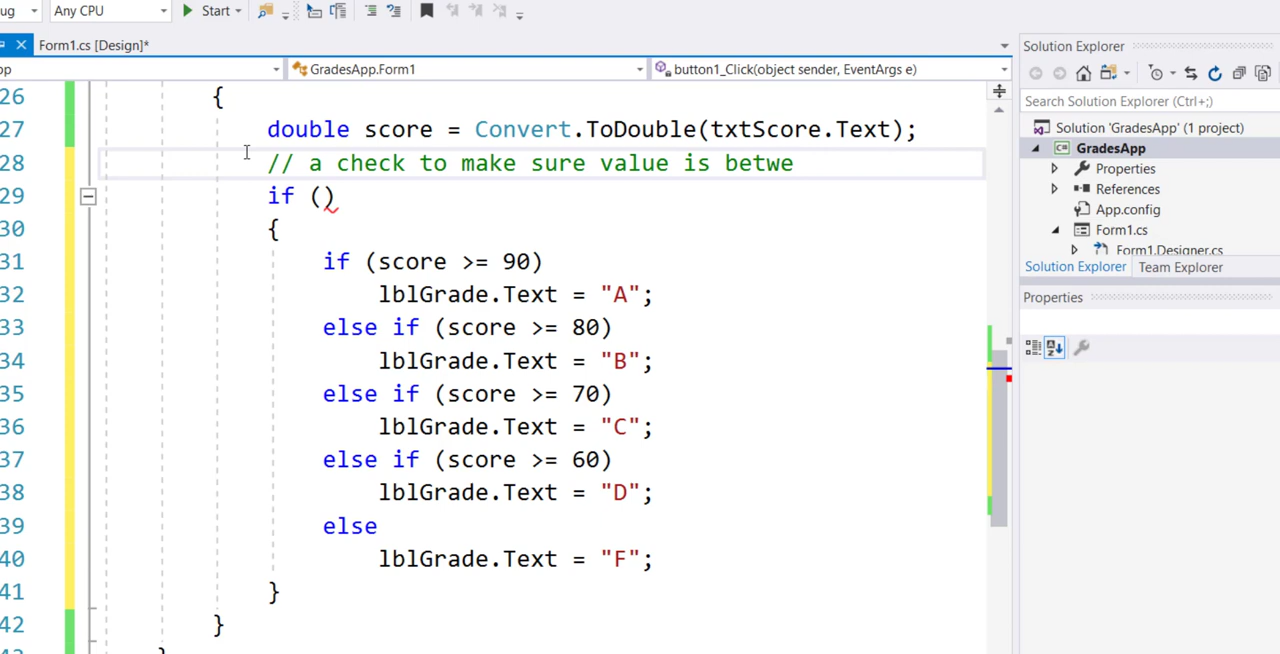 ug Any CPU Start
Form1.cs [Design]*
pp GradesApp.Form1 button1_Click(object sender, EventArgs e)
26 {
27 double score = Convert.ToDouble(txtScore.Text);
28 // a check to make sure value is betwe
29 if ()
30 {
31 if (score >= 90)
32 lblGrade.Text = "A";
33 else if (score >= 80)
34 lblGrade.Text = "B";
35 else if (score >= 70)
36 lblGrade.Text = "C";
37 else if (score >= 60)
38 lblGrade.Text = "D";
39 else
40 lblGrade.Text = "F";
41 }
42 }
43 }
Solution Explorer
Search Solution Explorer (Ctrl+;)
Solution 'GradesApp' (1 project)
C# GradesApp
Properties
References
App.config
Form1.cs
Form1.Designer.cs
Solution Explorer Team Explorer
Properties